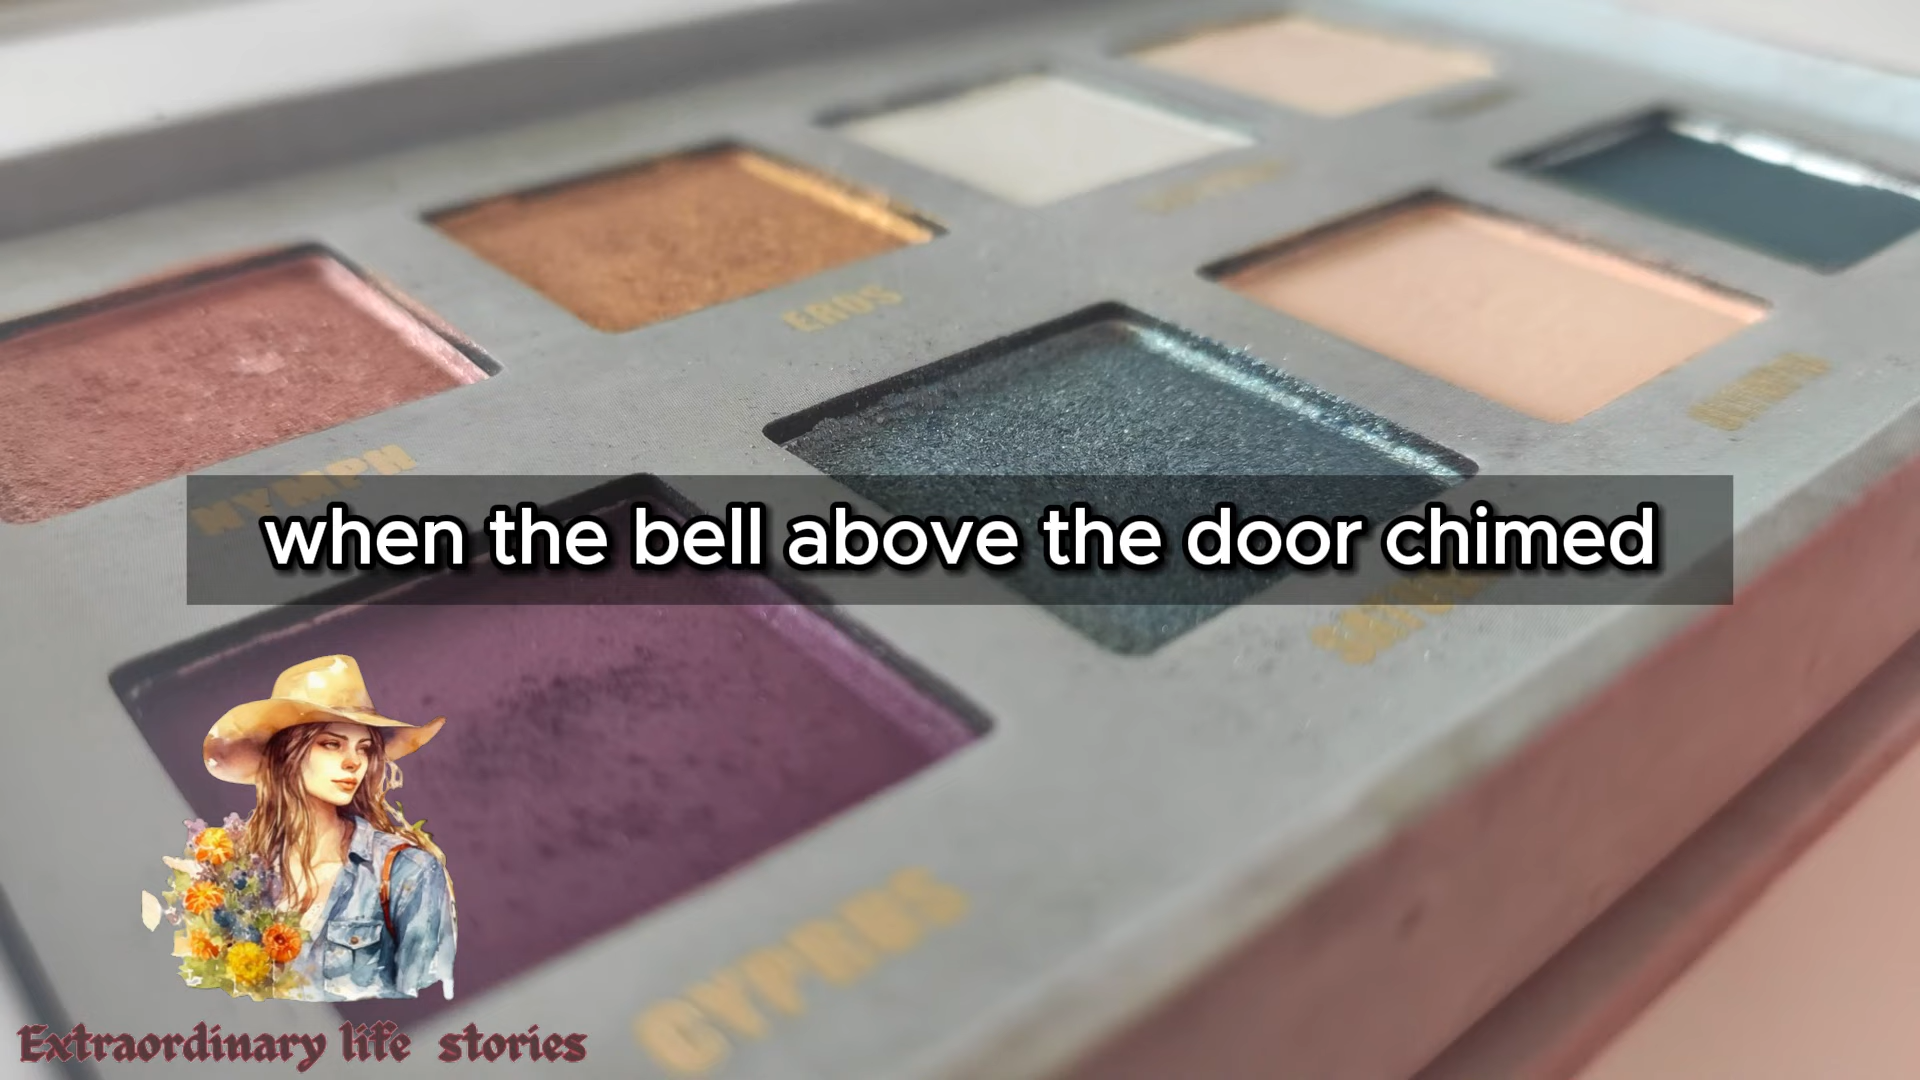 EROS
NYMPH
when the bell above the door chimed
CYPRUS
Extraordinary life stories